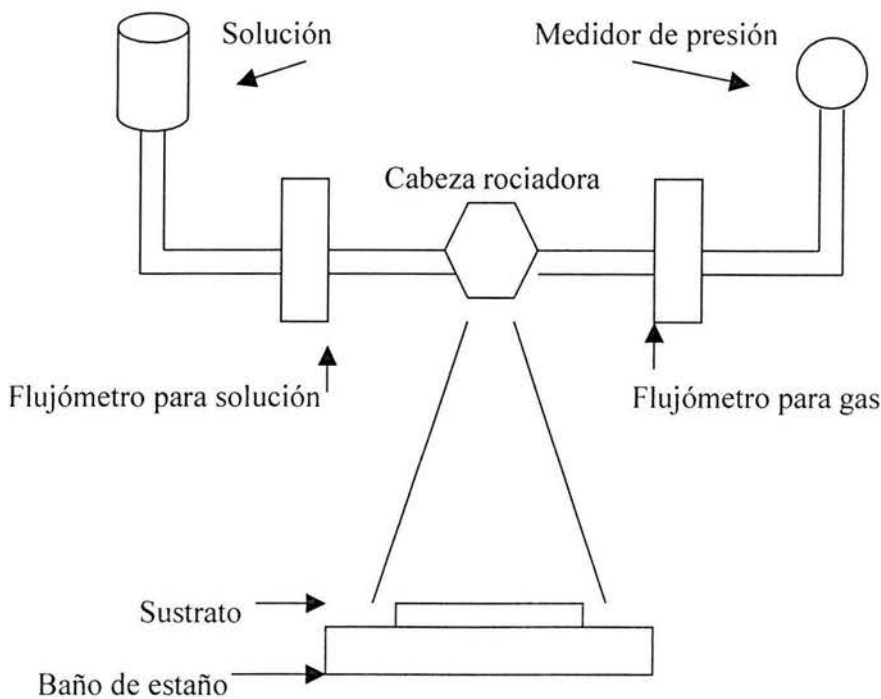 Solución
Medidor de presión
Cabeza rociadora
Flujómetro para solución
Flujómetro para gas
Sustrato
Baño de estaño